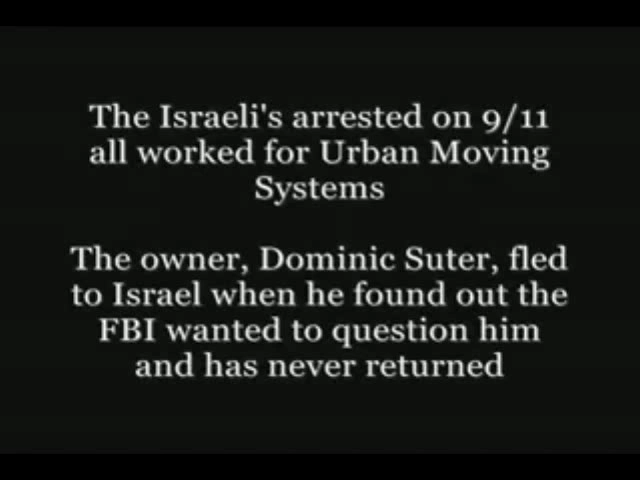 The Israeli's arrested on 9/11
all worked for Urban Moving
Systems
The owner, Dominic Suter, fled
to Israel when he found out the
FBI wanted to question him
and has never returned